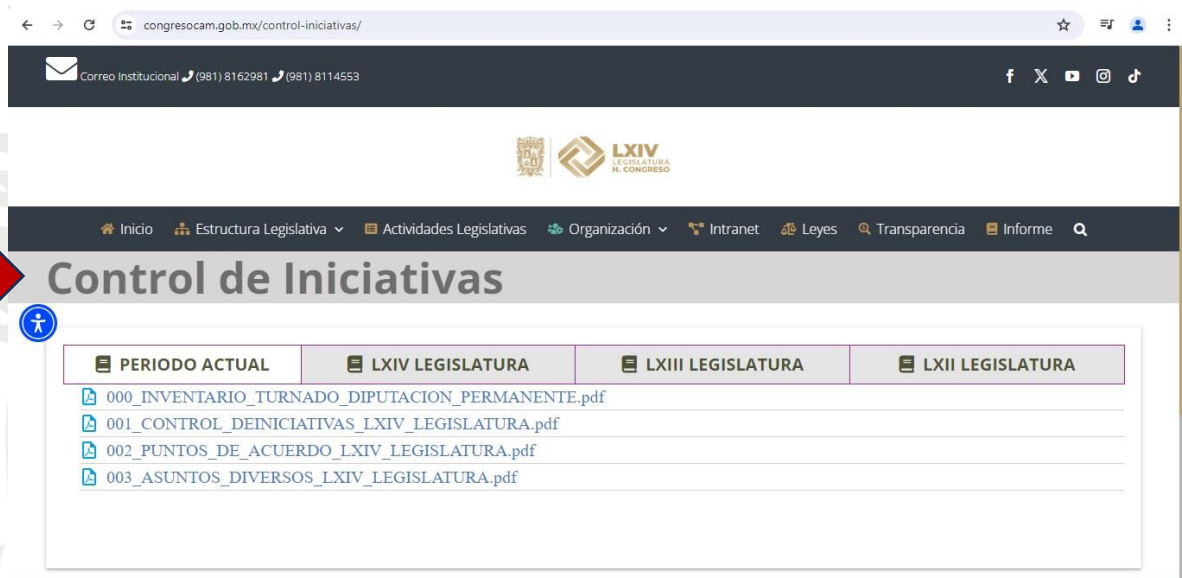 congresocam.gob.mx/control-iniciativas/
Correo Institucional (981) 8162981 (981) 8114553
LXIV
LEGISLATURA
H. CONGRESO
Inicio Estructura Legislativa Actividades Legislativas Organización Intranet Leyes Transparencia Informe
Control de Iniciativas
PERIODO ACTUAL LXIV LEGISLATURA LXIII LEGISLATURA LXII LEGISLATURA
000_INVENTARIO_TURNADO_DIPUTACION_PERMANENTE.pdf
001_CONTROL_DEINICIATIVAS_LXIV_LEGISLATURA.pdf
002_PUNTOS_DE_ACUERDO_LXIV_LEGISLATURA.pdf
003_ASUNTOS_DIVERSOS_LXIV_LEGISLATURA.pdf